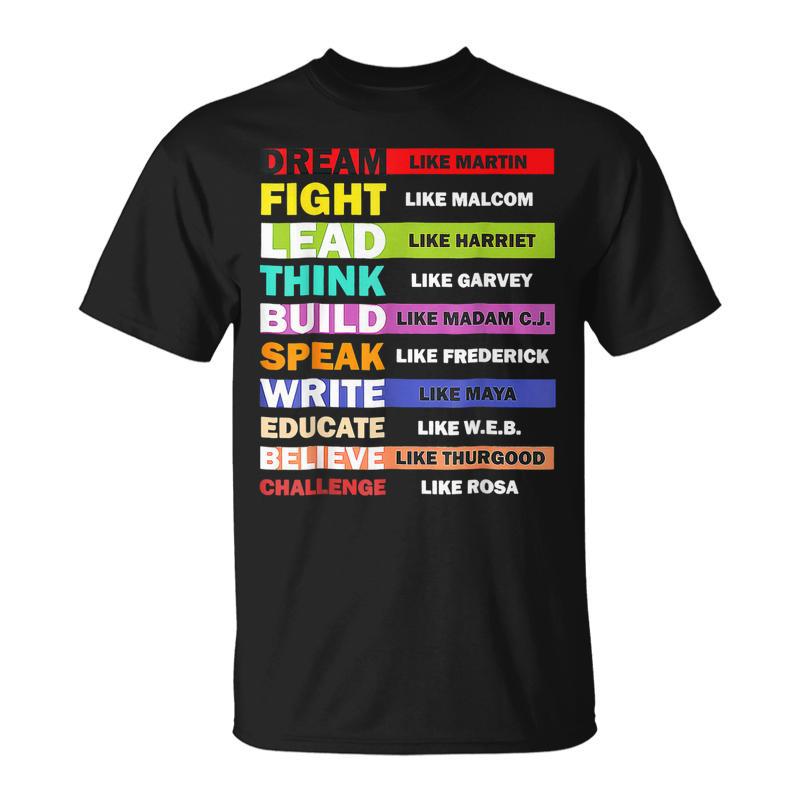 DREAM LIKE MARTIN
FIGHT LIKE MALCOM
LEAD LIKE HARRIET
THINK LIKE GARVEY
BUILD LIKE MADAM C.J.
SPEAK LIKE FREDERICK
WRITE LIKE MAYA
EDUCATE LIKE W.E.B.
BELIEVE LIKE THURGOOD
CHALLENGE LIKE ROSA